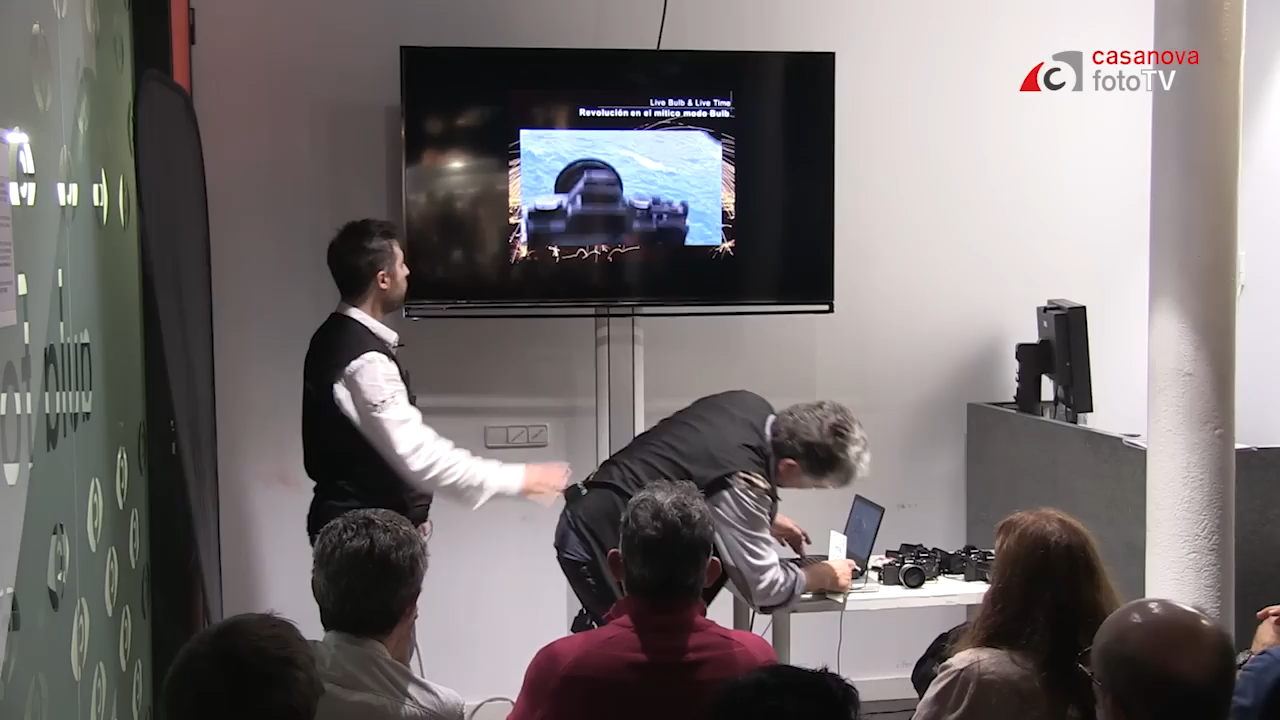 casanova
fotoTV
Live Bulb & Live Time
Revolución en el mítico modo Bulb